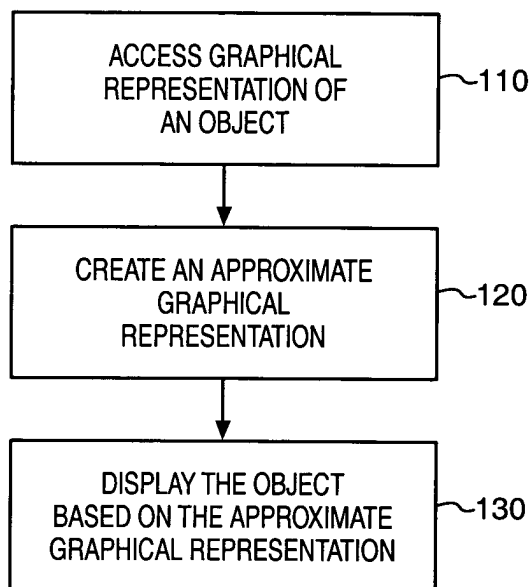 ACCESS GRAPHICAL
REPRESENTATION OF
AN OBJECT
110
CREATE AN APPROXIMATE
GRAPHICAL
REPRESENTATION
120
DISPLAY THE OBJECT
BASED ON THE APPROXIMATE
GRAPHICAL REPRESENTATION
130